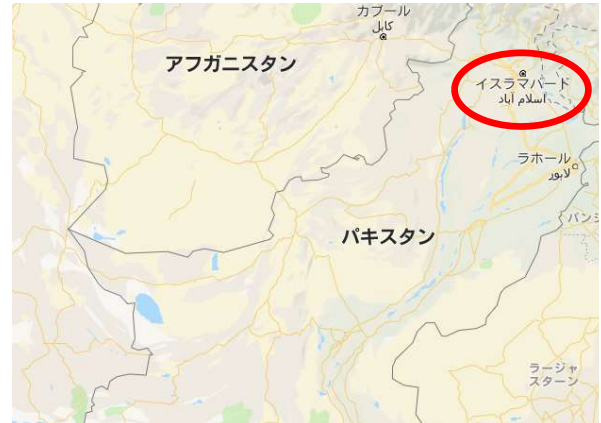 カブール
کابل
アフガニスタン
イスラマバード
اسلام آباد
ラホール
لاہور
パンジ
パキスタン
ラージャ
スターン